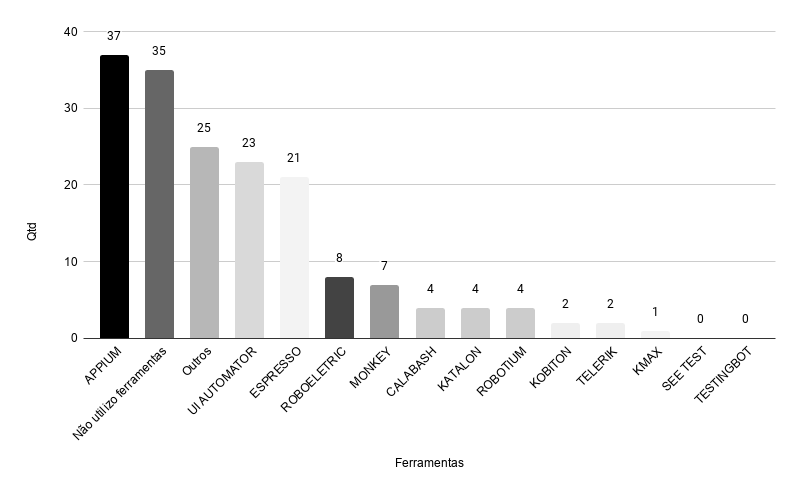 40
30
20
10
0
Qtd
37
35
25
23
21
8
7
4
4
4
2
2
1
0
0
APPIUM
Não utilizo ferramentas
Outros
UI AUTOMATOR
ESPRESSO
ROBOELETRIC
MONKEY
CALABASH
KATALON
ROBOTIUM
KOBITON
TELERIK
KMAX
SEE TEST
TESTINGBOT
Ferramentas